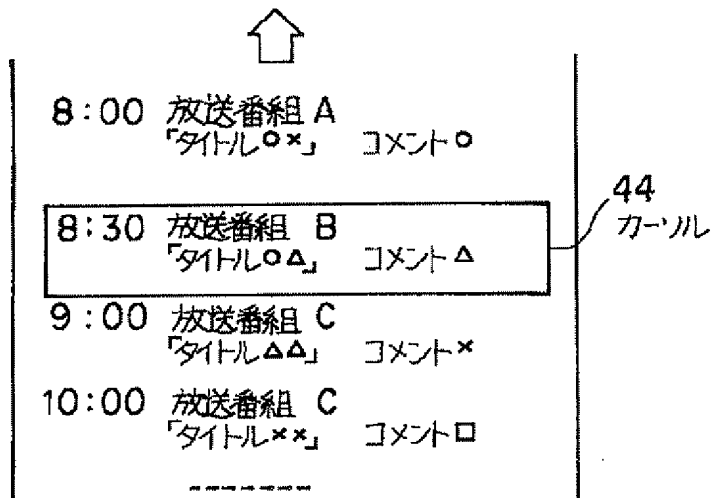 8:00 放送番組 A
「タイトル○×」 コメント○
8:30 放送番組 B
「タイトル○△」 コメント△
44
カーソル
9:00 放送番組 C
「タイトル△△」 コメント×
10:00 放送番組 C
「タイトル××」 コメント□